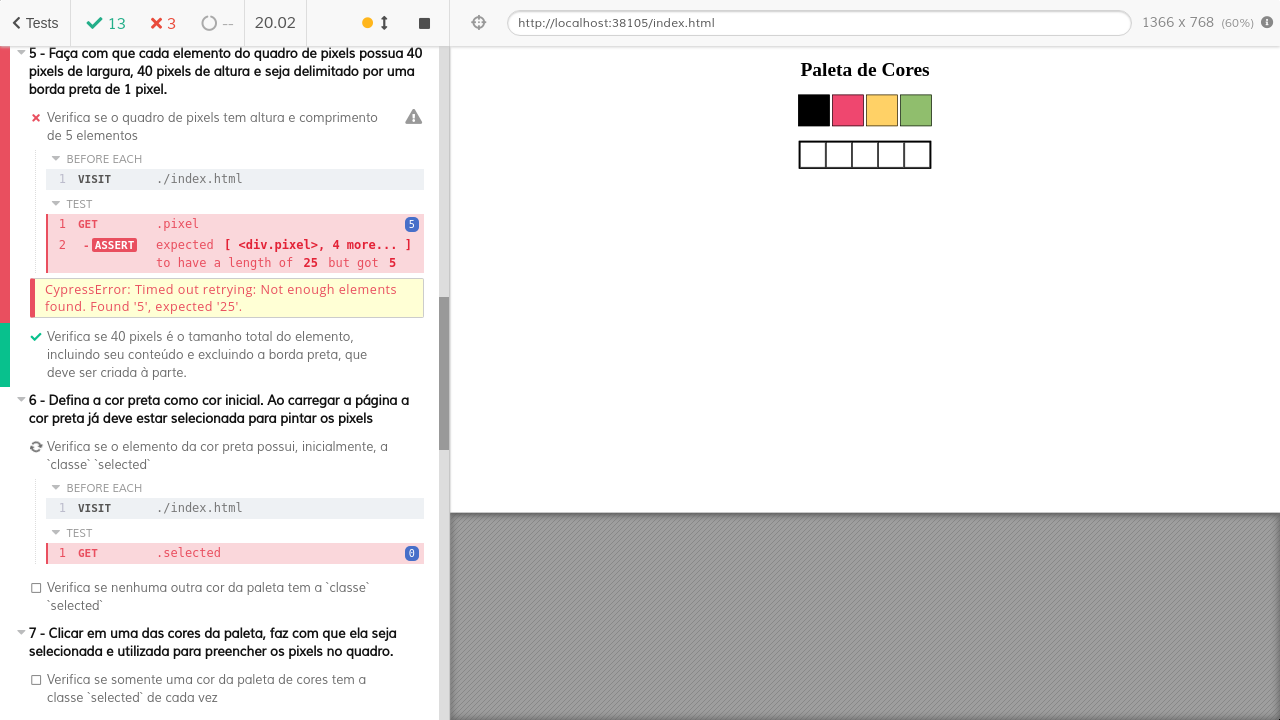 Tests
13
3
--
20.02
http://localhost:38105/index.html
1366 x 768 (60%)
5 - Faça com que cada elemento do quadro de pixels possua 40
pixels de largura, 40 pixels de altura e seja delimitado por uma
borda preta de 1 pixel.
Verifica se o quadro de pixels tem altura e comprimento
de 5 elementos
BEFORE EACH
1 VISIT ./index.html
TEST
1 GET .pixel 5
2 -ASSERT expected [ <div.pixel>, 4 more... ]
to have a length of 25 but got 5
CypressError: Timed out retrying: Not enough elements
found. Found '5', expected '25'.
Verifica se 40 pixels é o tamanho total do elemento,
incluindo seu conteúdo e excluindo a borda preta, que
deve ser criada à parte.
6 - Defina a cor preta como cor inicial. Ao carregar a página a
cor preta já deve estar selecionada para pintar os pixels
Verifica se o elemento da cor preta possui, inicialmente, a
`classe` `selected`
BEFORE EACH
1 VISIT ./index.html
TEST
1 GET .selected 0
Verifica se nenhuma outra cor da paleta tem a `classe`
`selected`
7 - Clicar em uma das cores da paleta, faz com que ela seja
selecionada e utilizada para preencher os pixels no quadro.
Verifica se somente uma cor da paleta de cores tem a
classe `selected` de cada vez
Paleta de Cores